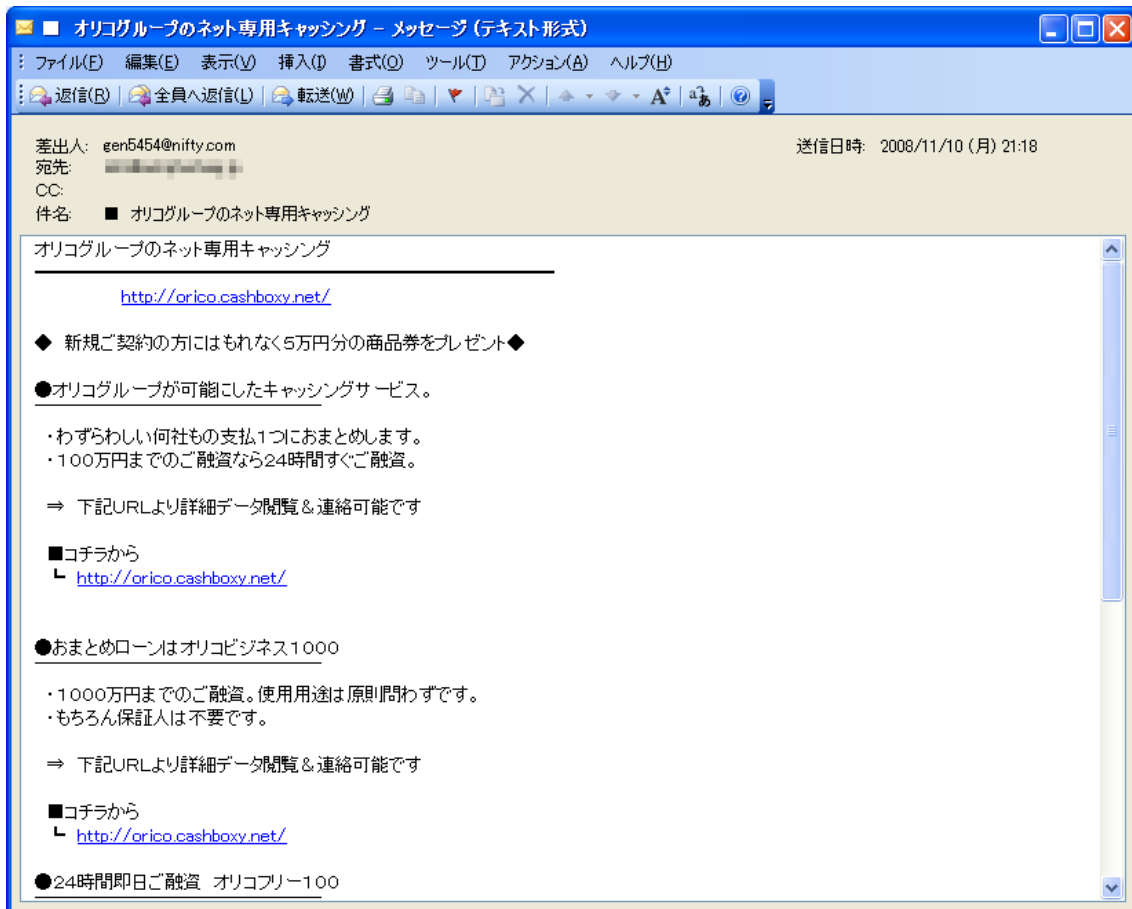 ■ オリコグループのネット専用キャッシング - メッセージ (テキスト形式)
ファイル(F) 編集(E) 表示(V) 挿入(I) 書式(O) ツール(T) アクション(A) ヘルプ(H)
返信(R) 全員へ返信(L) 転送(W)
差出人: gen5454@nifty.com 送信日時: 2008/11/10 (月) 21:18
宛先:
CC:
件名: ■ オリコグループのネット専用キャッシング
オリコグループのネット専用キャッシング
http://orico.cashboxy.net/
◆ 新規ご契約の方にはもれなく5万円分の商品券をプレゼント◆
●オリコグループが可能にしたキャッシングサービス。
・わずらわしい何社もの支払1つにおまとめします。
・100万円までのご融資なら24時間すぐご融資。
⇒ 下記URLより詳細データ閲覧&連絡可能です
■コチラから
┗ http://orico.cashboxy.net/
●おまとめローンはオリコビジネス1000
・1000万円までのご融資。使用用途は原則問わずです。
・もちろん保証人は不要です。
⇒ 下記URLより詳細データ閲覧&連絡可能です
■コチラから
┗ http://orico.cashboxy.net/
●24時間即日ご融資 オリコフリー100